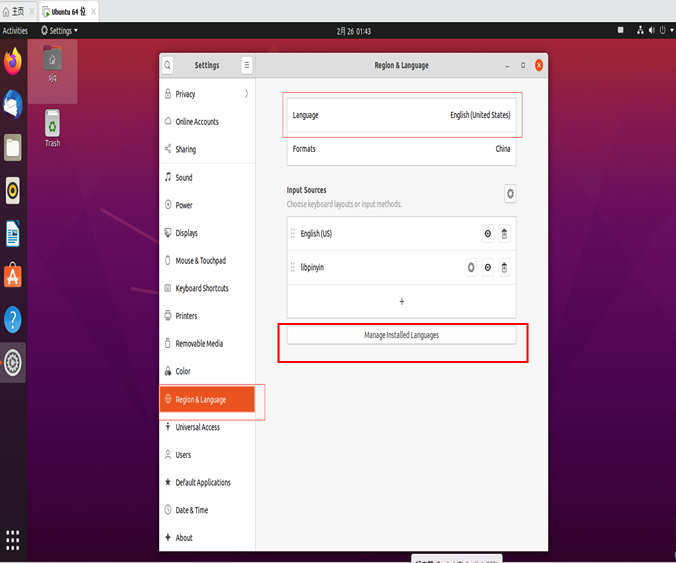 主页
Ubuntu 64 位
Activities
Settings
2月 26 01:43
sjq
Trash
Settings
Region & Language
Privacy
Online Accounts
Sharing
Sound
Power
Displays
Mouse & Touchpad
Keyboard Shortcuts
Printers
Removable Media
Color
Region & Language
Universal Access
Users
Default Applications
Date & Time
About
Language
English (United States)
Formats
China
Input Sources
Choose keyboard layouts or input methods.
English (US)
libpinyin
Manage Installed Languages